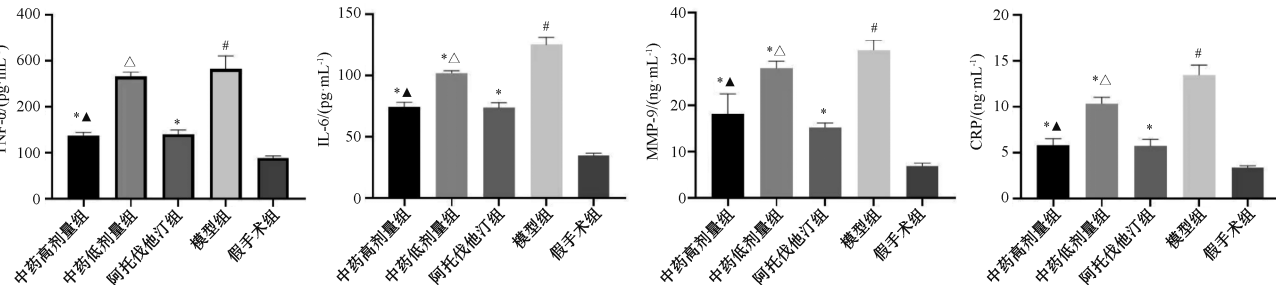 400
600
200
100
0
TNF-α/(pg·mL⁻¹)
*▲
△
*
#
中药高剂量组
中药低剂量组
阿托伐他汀组
模型组
假手术组
150
100
50
0
IL-6/(pg·mL⁻¹)
*▲
*△
*
#
中药高剂量组
中药低剂量组
阿托伐他汀组
模型组
假手术组
40
30
20
10
0
MMP-9/(ng·mL⁻¹)
*▲
*△
*
#
中药高剂量组
中药低剂量组
阿托伐他汀组
模型组
假手术组
20
15
10
5
0
CRP/(ng·mL⁻¹)
*▲
*△
*
#
中药高剂量组
中药低剂量组
阿托伐他汀组
模型组
假手术组